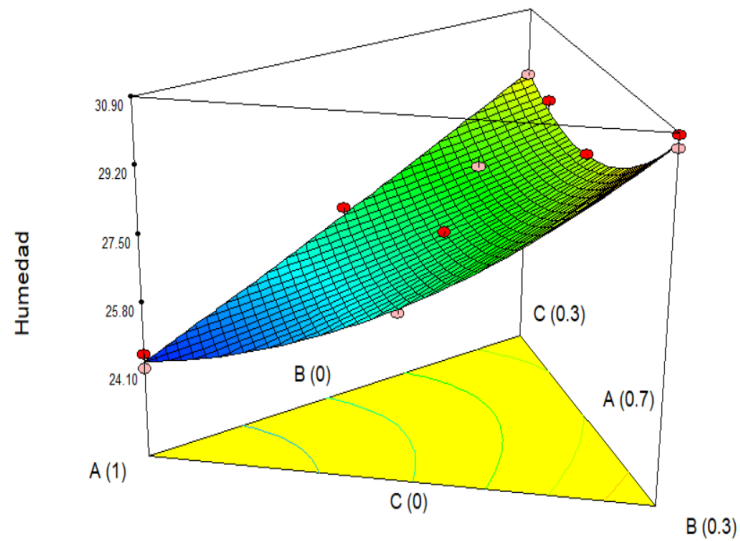 30.90
29.20
27.50
25.80
24.10
Humedad
C (0.3)
B (0)
A (0.7)
A (1)
C (0)
B (0.3)